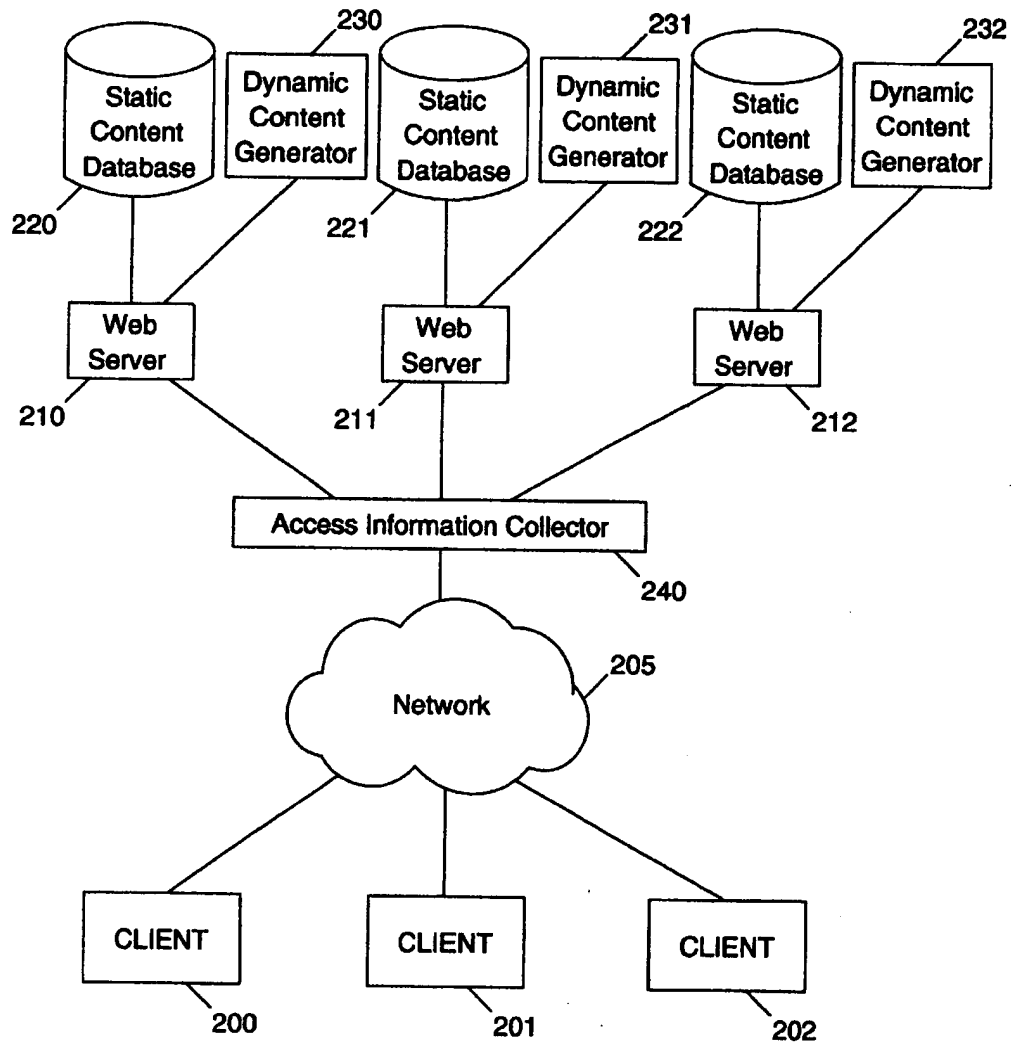 230
231
232
Static
Content
Database
Dynamic
Content
Generator
Static
Content
Database
Dynamic
Content
Generator
Static
Content
Database
Dynamic
Content
Generator
220
221
222
Web
Server
Web
Server
Web
Server
210
211
212
Access Information Collector
240
205
Network
CLIENT
CLIENT
CLIENT
200
201
202